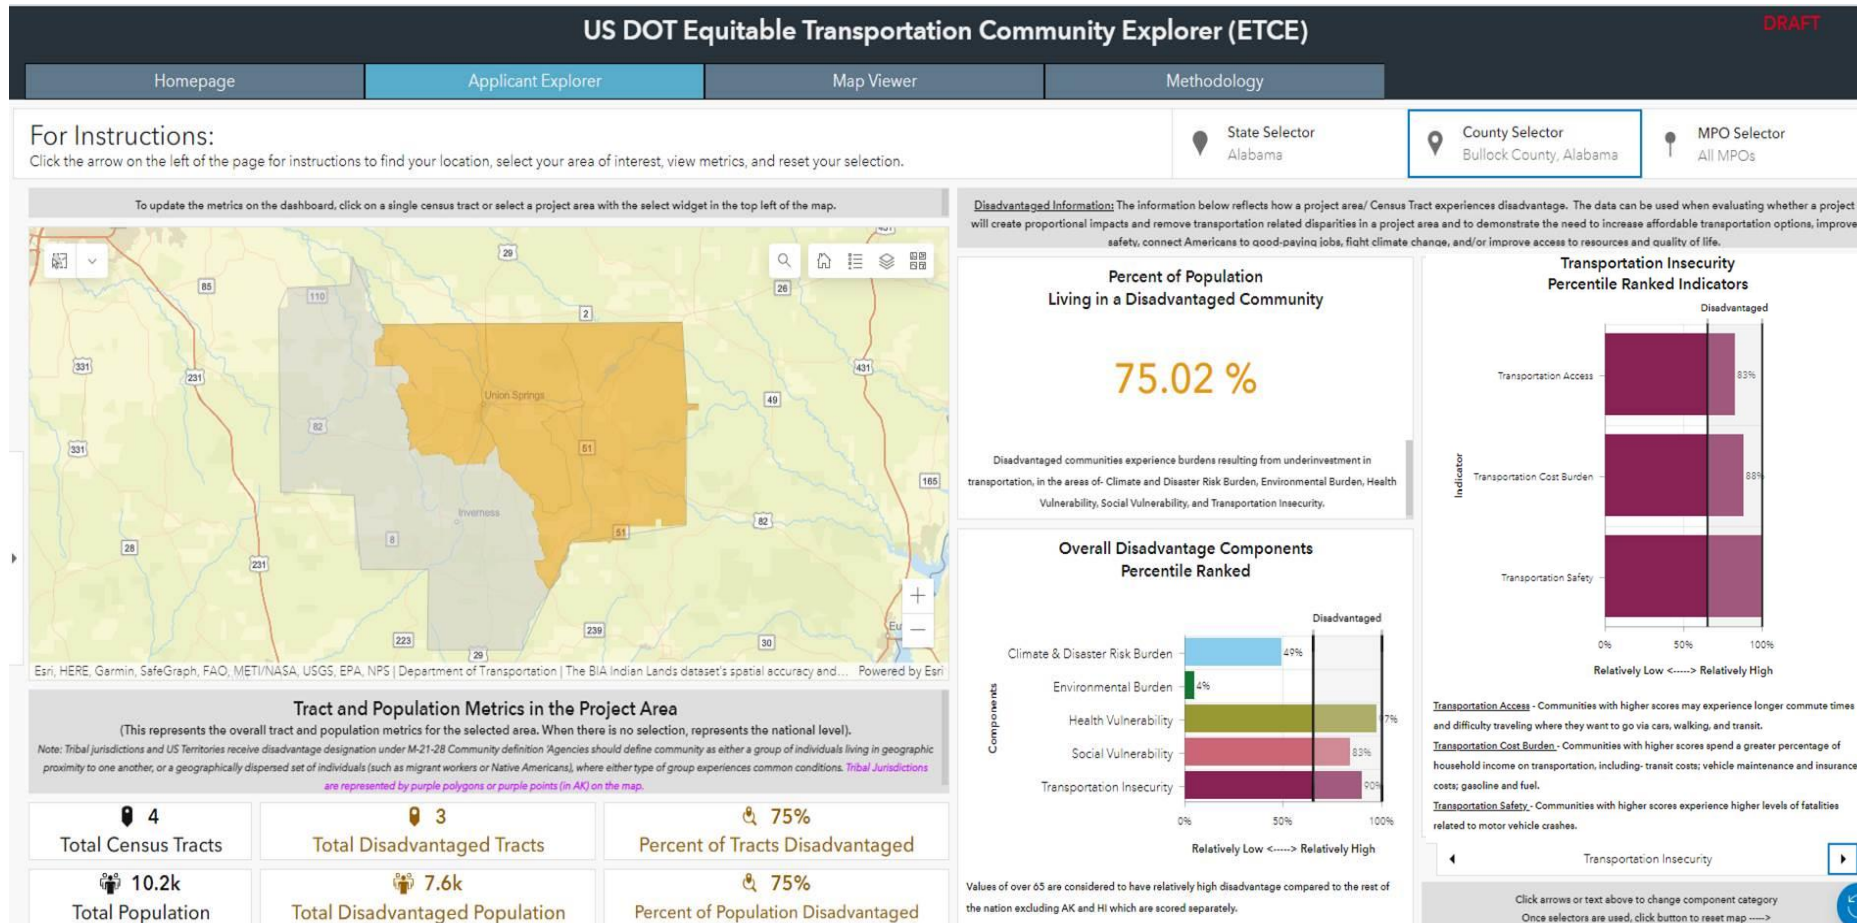 US DOT Equitable Transportation Community Explorer (ETCE)
DRAFT
Homepage
Applicant Explorer
Map Viewer
Methodology
For Instructions:
Click the arrow on the left of the page for instructions to find your location, select your area of interest, view metrics, and reset your selection.
State Selector
Alabama
County Selector
Bullock County, Alabama
MPO Selector
All MPOs
To update the metrics on the dashboard, click on a single census tract or select a project area with the select widget in the top left of the map.
29
85
110
26
2
331
231
431
Union Springs
49
82
331
51
165
Inverness
82
8
51
28
231
239
223
30
29
Eu
Esri, HERE, Garmin, SafeGraph, FAO, METI/NASA, USGS, EPA, NPS | Department of Transportation | The BIA Indian Lands dataset's spatial accuracy and...
Powered by Esri
Tract and Population Metrics in the Project Area
(This represents the overall tract and population metrics for the selected area. When there is no selection, represents the national level).
Note: Tribal jurisdictions and US Territories receive disadvantage designation under M-21-28 Community definition 'Agencies should define community as either a group of individuals living in geographic
proximity to one another, or a geographically dispersed set of individuals (such as migrant workers or Native Americans), where either type of group experiences common conditions. Tribal Jurisdictions
are represented by purple polygons or purple points (in AK) on the map.
4
Total Census Tracts
3
Total Disadvantaged Tracts
75%
Percent of Tracts Disadvantaged
10.2k
Total Population
7.6k
Total Disadvantaged Population
75%
Percent of Population Disadvantaged
Disadvantaged Information: The information below reflects how a project area/ Census Tract experiences disadvantage. The data can be used when evaluating whether a project
will create proportional impacts and remove transportation related disparities in a project area and to demonstrate the need to increase affordable transportation options, improve
safety, connect Americans to good-paying jobs, fight climate change, and/or improve access to resources and quality of life.
Percent of Population
Living in a Disadvantaged Community
75.02 %
Disadvantaged communities experience burdens resulting from underinvestment in
transportation, in the areas of- Climate and Disaster Risk Burden, Environmental Burden, Health
Vulnerability, Social Vulnerability, and Transportation Insecurity.
Overall Disadvantage Components
Percentile Ranked
Disadvantaged
Components
Climate & Disaster Risk Burden
49%
Environmental Burden
4%
Health Vulnerability
7%
Social Vulnerability
83%
Transportation Insecurity
90%
0%
50%
100%
Relatively Low <-----> Relatively High
Values of over 65 are considered to have relatively high disadvantage compared to the rest of
the nation excluding AK and HI which are scored separately.
Transportation Insecurity
Percentile Ranked Indicators
Disadvantaged
Indicator
Transportation Access
83%
Transportation Cost Burden
88%
Transportation Safety
0%
50%
100%
Relatively Low <-----> Relatively High
Transportation Access - Communities with higher scores may experience longer commute times
and difficulty traveling where they want to go via cars, walking, and transit.
Transportation Cost Burden - Communities with higher scores spend a greater percentage of
household income on transportation, including- transit costs; vehicle maintenance and insurance
costs; gasoline and fuel.
Transportation Safety - Communities with higher scores experience higher levels of fatalities
related to motor vehicle crashes.
Transportation Insecurity
Click arrows or text above to change component category
Once selectors are used, click button to reset map ----->